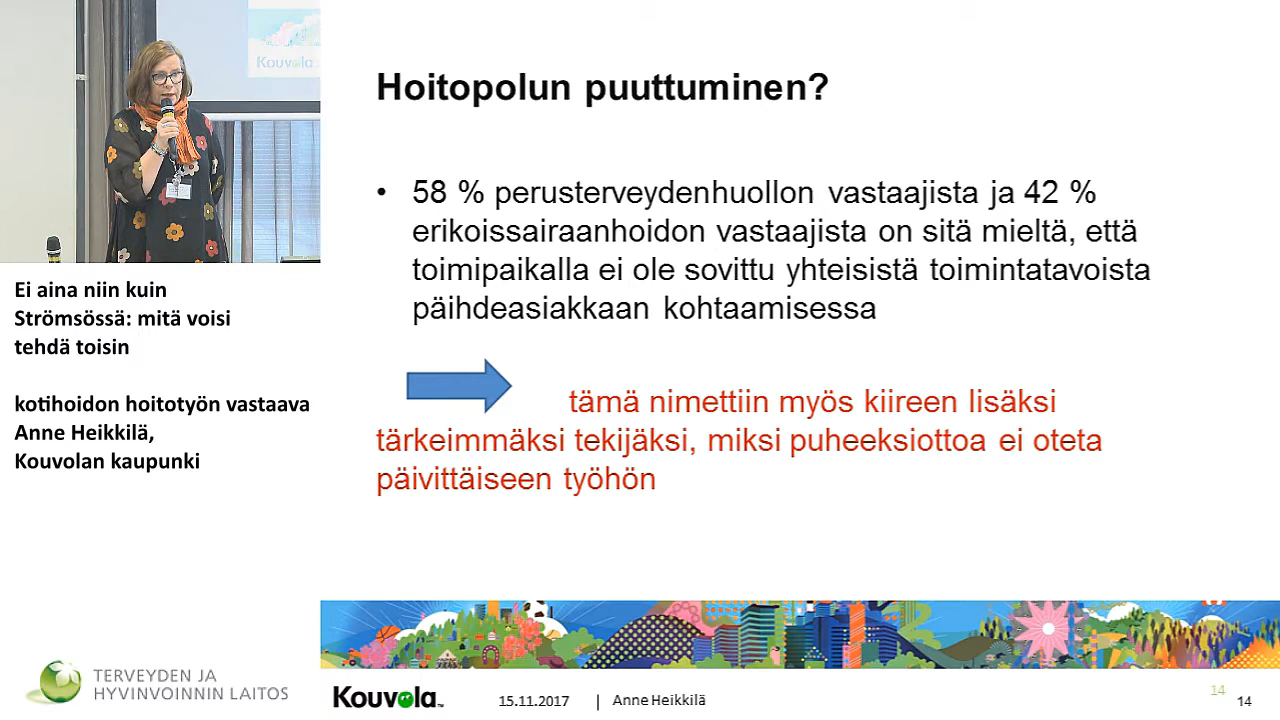 Kouvola
Hoitopolun puuttuminen?
• 58 % perusterveydenhuollon vastaajista ja 42 %
erikoissairaanhoidon vastaajista on sitä mieltä, että
toimipaikalla ei ole sovittu yhteisistä toimintatavoista
päihdeasiakkaan kohtaamisessa
tämä nimettiin myös kiireen lisäksi
tärkeimmäksi tekijäksi, miksi puheeksiottoa ei oteta
päivittäiseen työhön
Ei aina niin kuin
Strömsössä: mitä voisi
tehdä toisin
kotihoidon hoitotyön vastaava
Anne Heikkilä,
Kouvolan kaupunki
TERVEYDEN JA
HYVINVOINNIN LAITOS
Kouvola™
15.11.2017 | Anne Heikkilä
14
14